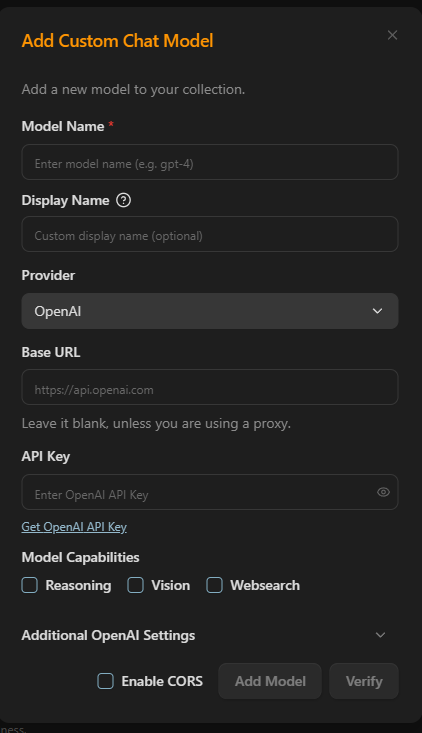 Add Custom Chat Model
Add a new model to your collection.
Model Name *
Enter model name (e.g. gpt-4)
Display Name ?
Custom display name (optional)
Provider
OpenAI
Base URL
https://api.openai.com
Leave it blank, unless you are using a proxy.
API Key
Enter OpenAI API Key
Get OpenAI API Key
Model Capabilities
Reasoning Vision Websearch
Additional OpenAI Settings
Enable CORS Add Model Verify